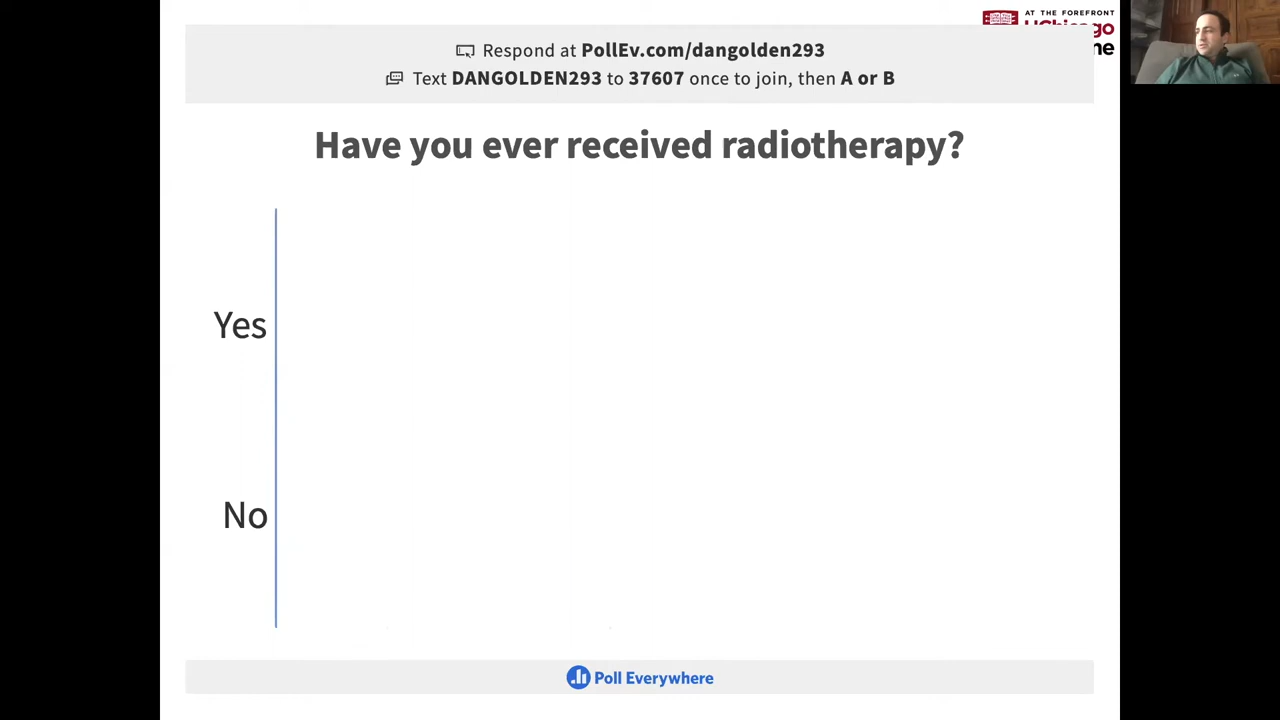 AT THE FOREFRONT
Respond at PollEv.com/dangolden293
Text DANGOLDEN293 to 37607 once to join, then A or B
Have you ever received radiotherapy?
Yes
No
Poll Everywhere